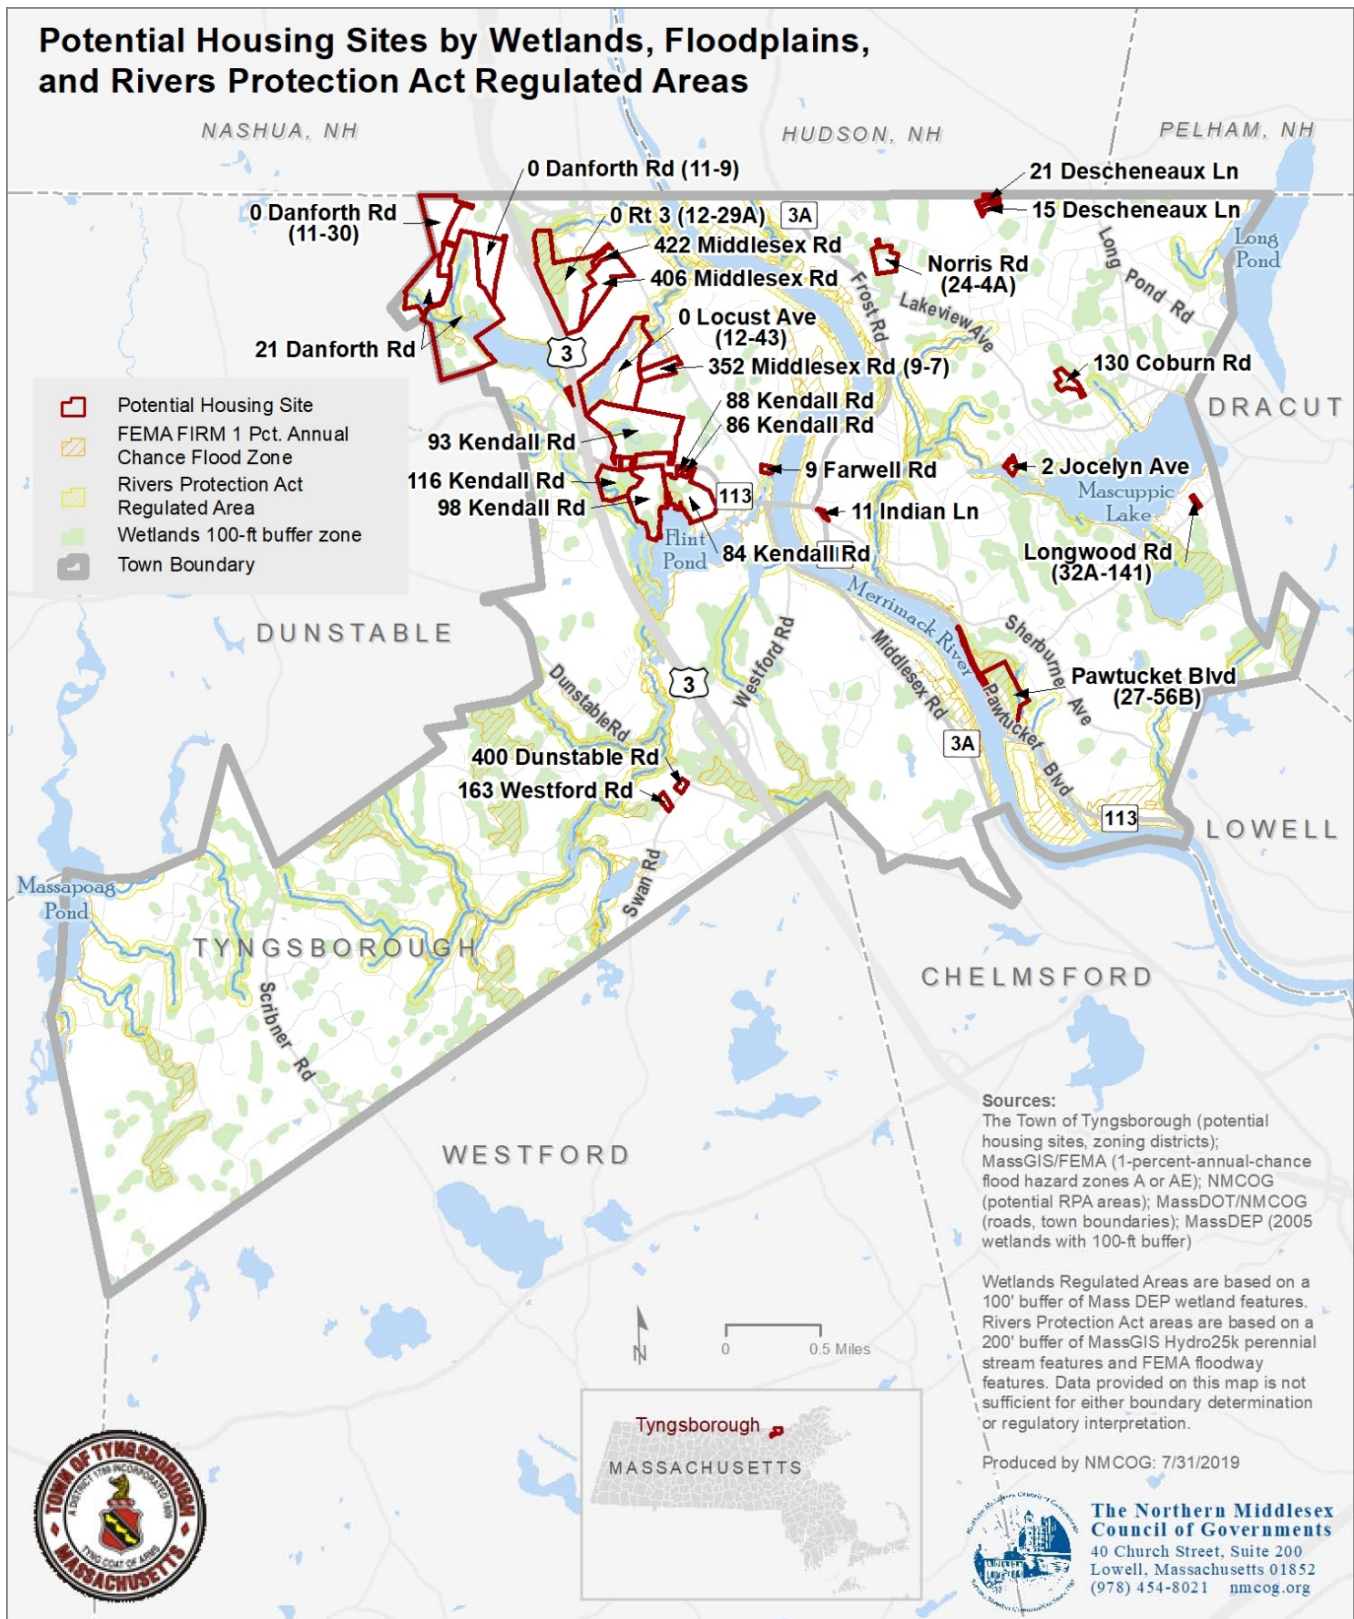 Potential Housing Sites by Wetlands, Floodplains,
and Rivers Protection Act Regulated Areas
NASHUA, NH
HUDSON, NH
PELHAM, NH
0 Danforth Rd (11-9)
21 Descheneaux Ln
0 Danforth Rd
(11-30)
0 Rt 3 (12-29A)
3A
15 Descheneaux Ln
422 Middlesex Rd
Long
Pond
Norris Rd
(24-4A)
Long Pond Rd
406 Middlesex Rd
Frost Rd
Lakeview Ave
0 Locust Ave
(12-43)
21 Danforth Rd
3
352 Middlesex Rd (9-7)
130 Coburn Rd
88 Kendall Rd
86 Kendall Rd
DRACUT
Potential Housing Site
FEMA FIRM 1 Pct. Annual
Chance Flood Zone
Rivers Protection Act
Regulated Area
Wetlands 100-ft buffer zone
Town Boundary
93 Kendall Rd
116 Kendall Rd
98 Kendall Rd
9 Farwell Rd
2 Jocelyn Ave
Mascuppic
Lake
113
11 Indian Ln
Flint
Pond
84 Kendall Rd
Longwood Rd
(32A-141)
DUNSTABLE
Merrimack River
Sherburne Ave
Middlesex Rd
Westford Rd
3
Dunstable Rd
Pawtucket Blvd
(27-56B)
Pawtucket Blvd
3A
400 Dunstable Rd
163 Westford Rd
113
LOWELL
Swan Rd
Massapoag
Pond
TYNGSBOROUGH
Scribner Rd
CHELMSFORD
WESTFORD
Sources:
The Town of Tyngsborough (potential
housing sites, zoning districts);
MassGIS/FEMA (1-percent-annual-chance
flood hazard zones A or AE); NMCOG
(potential RPA areas); MassDOT/NMCOG
(roads, town boundaries); MassDEP (2005
wetlands with 100-ft buffer)
Wetlands Regulated Areas are based on a
100' buffer of Mass DEP wetland features.
Rivers Protection Act areas are based on a
200' buffer of MassGIS Hydro25k perennial
stream features and FEMA floodway
features. Data provided on this map is not
sufficient for either boundary determination
or regulatory interpretation.
Produced by NMCOG: 7/31/2019
N
0 0.5 Miles
Tyngsborough
MASSACHUSETTS
TOWN OF TYNGSBOROUGH
A DISTRICT 1789 INCORPORATED 1809
TYNG COAT OF ARMS
MASSACHUSETTS
The Northern Middlesex
Council of Governments
40 Church Street, Suite 200
Lowell, Massachusetts 01852
(978) 454-8021 nmcog.org